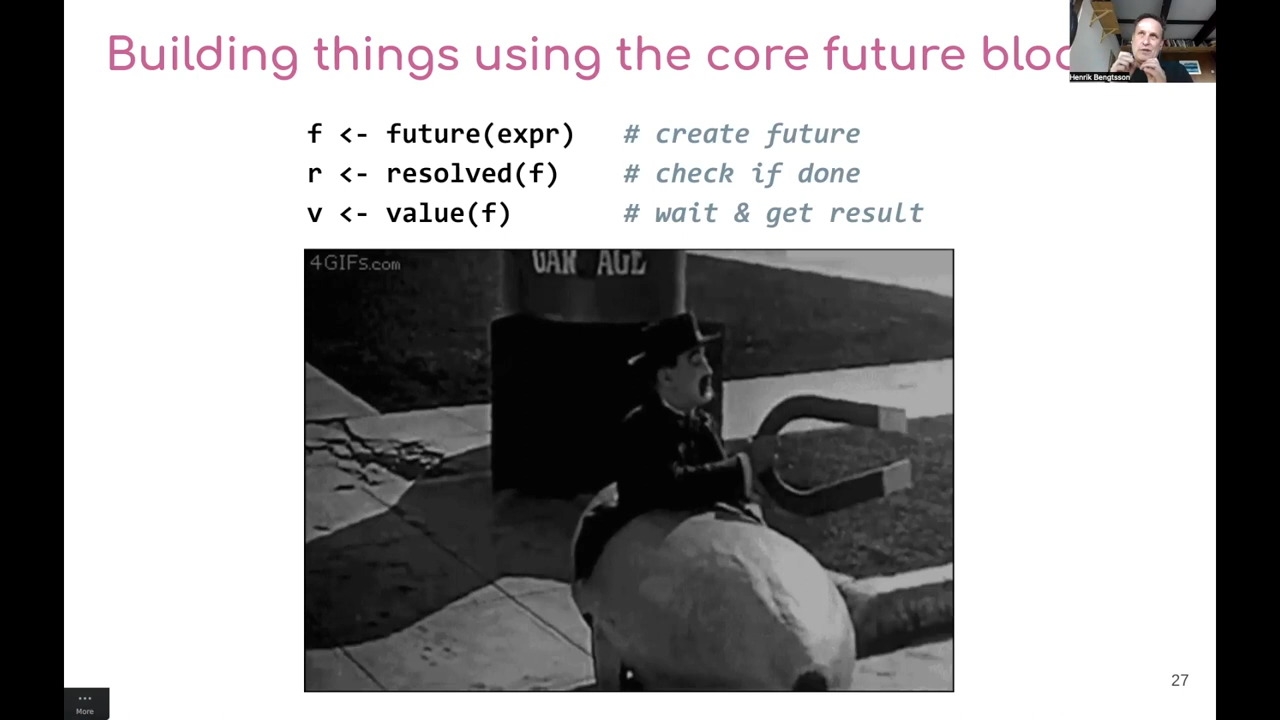 Building things using the core future bloc
Henrik Bengtsson
f <- future(expr) # create future
r <- resolved(f) # check if done
v <- value(f) # wait & get result
4GIFs.com
GARAGE
27
More